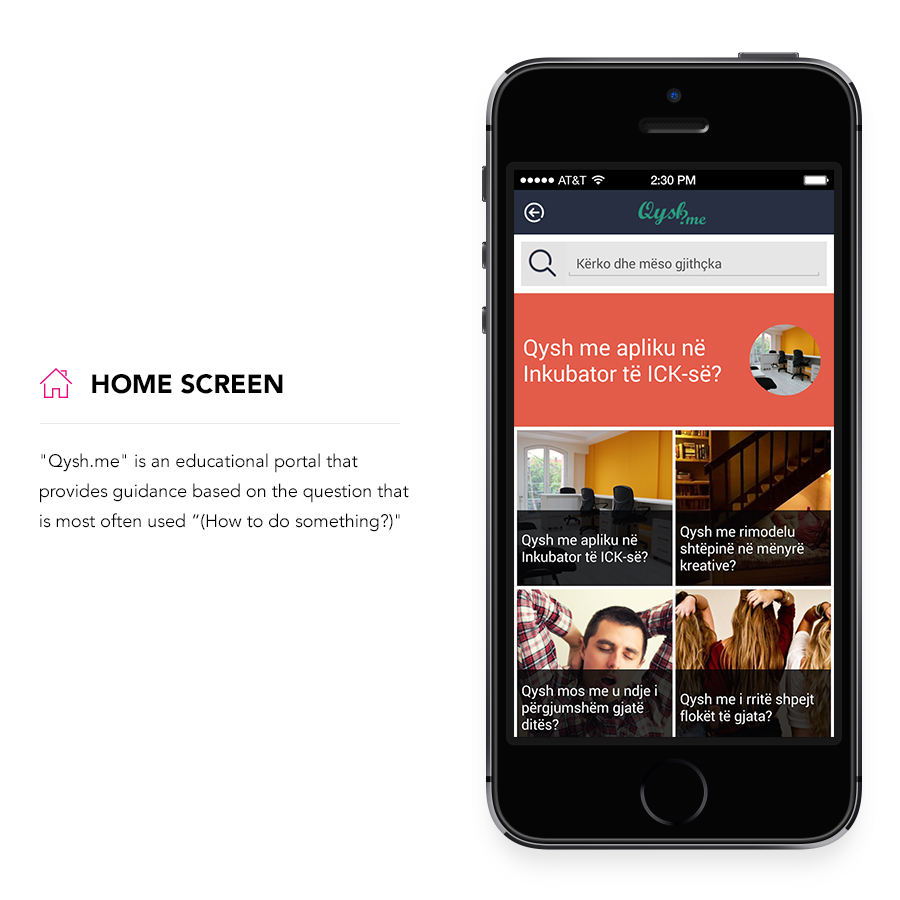 HOME SCREEN
"Qysh.me" is an educational portal that
provides guidance based on the question that
is most often used ”(How to do something?)"
AT&T 2:30 PM
Qysh.me
Kërko dhe mëso gjithçka
Qysh me apliku në
Inkubator të ICK-së?
Qysh me apliku në
Inkubator të ICK-së?
Qysh me rimodelu
shtëpinë në mënyrë
kreative?
Qysh mos me u ndje i
përgjumshëm gjatë
ditës?
Qysh me i rritë shpejt
flokët të gjata?